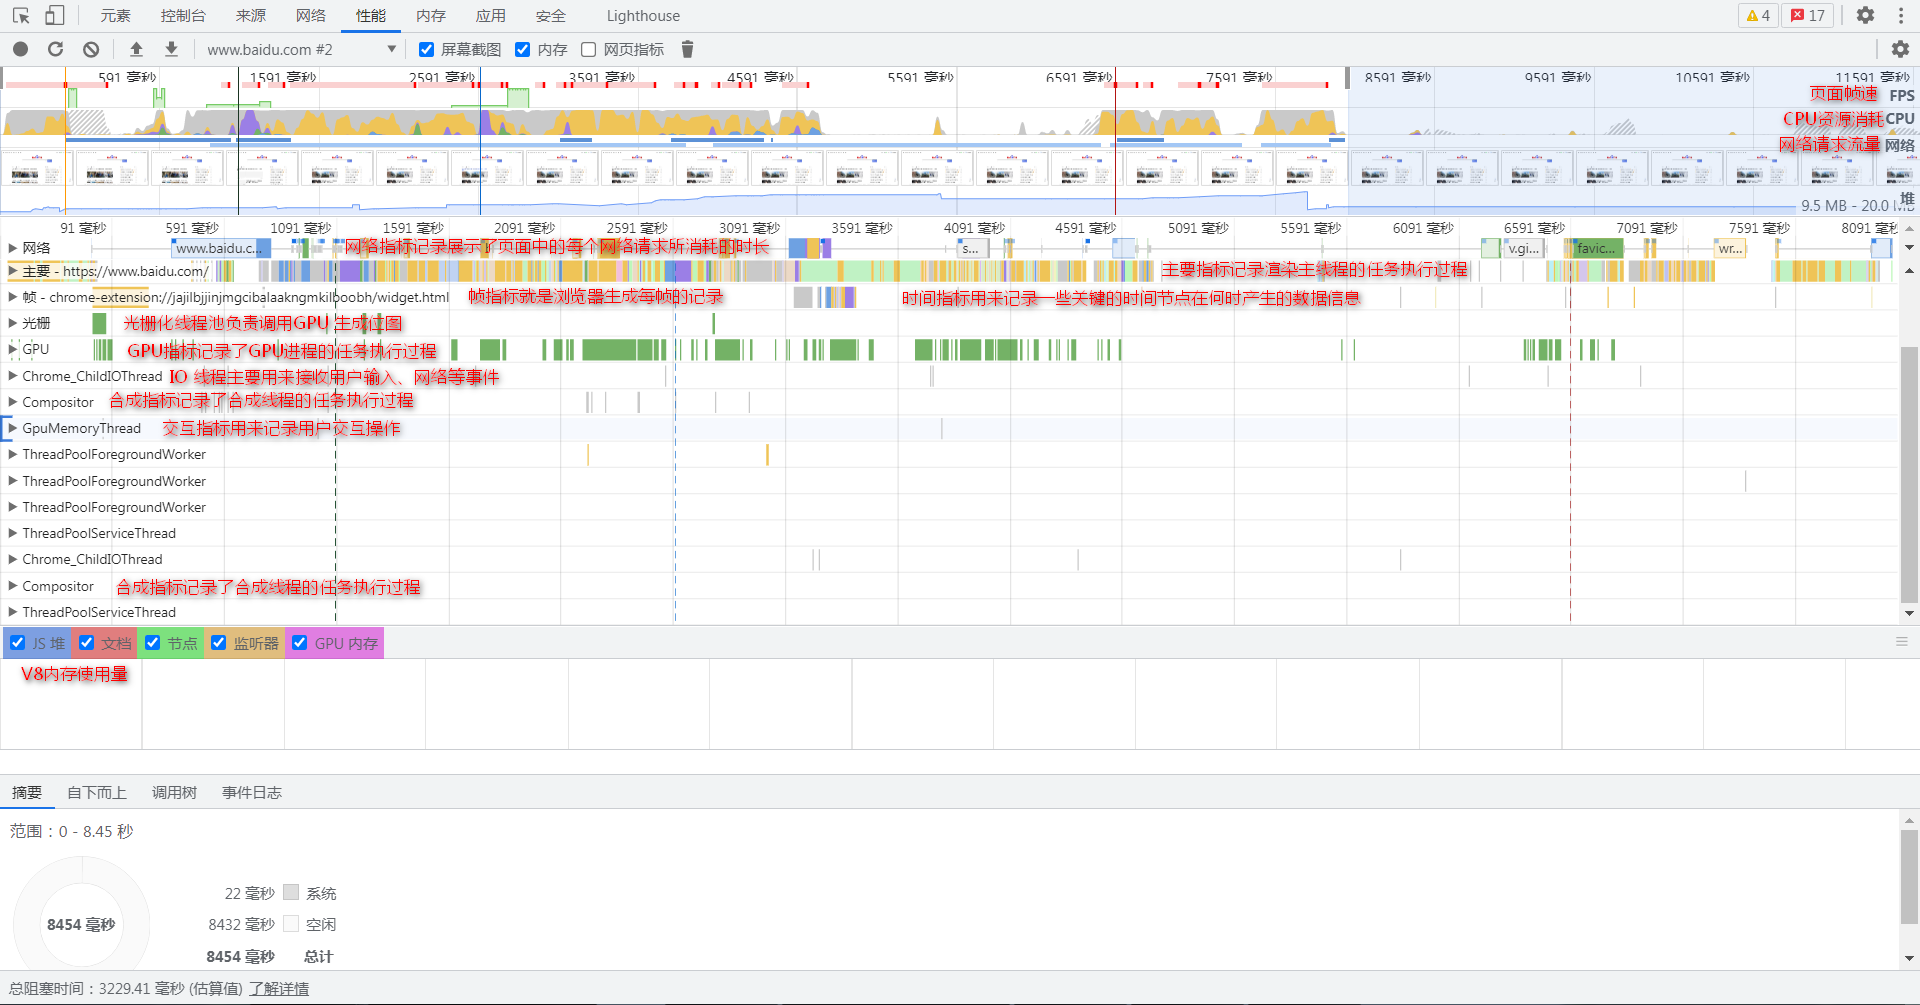 元素 控制台 来源 网络 性能 内存 应用 安全 Lighthouse 4 17
www.baidu.com #2 屏幕截图 内存 网页指标
591 毫秒 1591 毫秒 2591 毫秒 3591 毫秒 4591 毫秒 5591 毫秒 6591 毫秒 7591 毫秒 8591 毫秒 9591 毫秒 10591 毫秒 11591 毫秒
页面帧速 FPS
CPU资源消耗 CPU
网络请求流量 网络
堆
9.5 MB - 20.0 M
91 毫秒 591 毫秒 1091 毫秒 1591 毫秒 2091 毫秒 2591 毫秒 3091 毫秒 3591 毫秒 4091 毫秒 4591 毫秒 5091 毫秒 5591 毫秒 6091 毫秒 6591 毫秒 7091 毫秒 7591 毫秒 8091 毫秒
网络 www.baidu.c... 网络指标记录展示了页面中的每个网络请求所消耗的时长 s... v.gi... favic... wr...
主要 - https://www.baidu.com/ 主要指标记录渲染主线程的任务执行过程
帧 - chrome-extension://jajilbjjinjmgcibalaakngmkilboobh/widget.html 帧指标就是浏览器生成每帧的记录 时间指标用来记录一些关键的时间节点在何时产生的数据信息
光栅 光栅化线程池负责调用GPU 生成位图
GPU GPU指标记录了GPU进程的任务执行过程
Chrome_ChildIOThread IO 线程主要用来接收用户输入、网络等事件
Compositor 合成指标记录了合成线程的任务执行过程
GpuMemoryThread 交互指标用来记录用户交互操作
ThreadPoolForegroundWorker
ThreadPoolForegroundWorker
ThreadPoolForegroundWorker
ThreadPoolServiceThread
Chrome_ChildIOThread
Compositor 合成指标记录了合成线程的任务执行过程
ThreadPoolServiceThread
JS 堆 文档 节点 监听器 GPU 内存
V8内存使用量
摘要 自下而上 调用树 事件日志
范围：0 - 8.45 秒
22 毫秒 系统
8454 毫秒 8432 毫秒 空闲
8454 毫秒 总计
总阻塞时间：3229.41 毫秒 (估算值) 了解详情